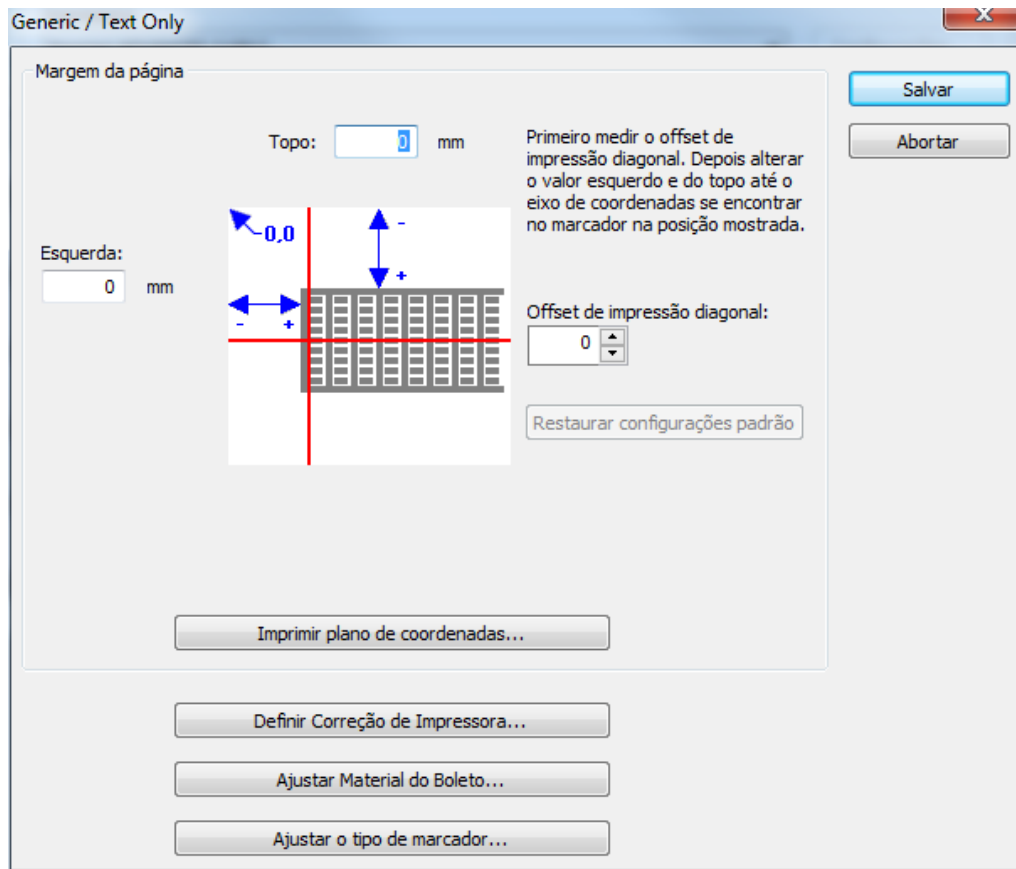 Generic / Text Only
Margem da página
Salvar
Abortar
Topo: 0 mm
Primeiro medir o offset de
impressão diagonal. Depois alterar
o valor esquerdo e do topo até o
eixo de coordenadas se encontrar
no marcador na posição mostrada.
Esquerda:
0 mm
0,0
-
+
- +
Offset de impressão diagonal:
0
Restaurar configurações padrão
Imprimir plano de coordenadas...
Definir Correção de Impressora...
Ajustar Material do Boleto...
Ajustar o tipo de marcador...